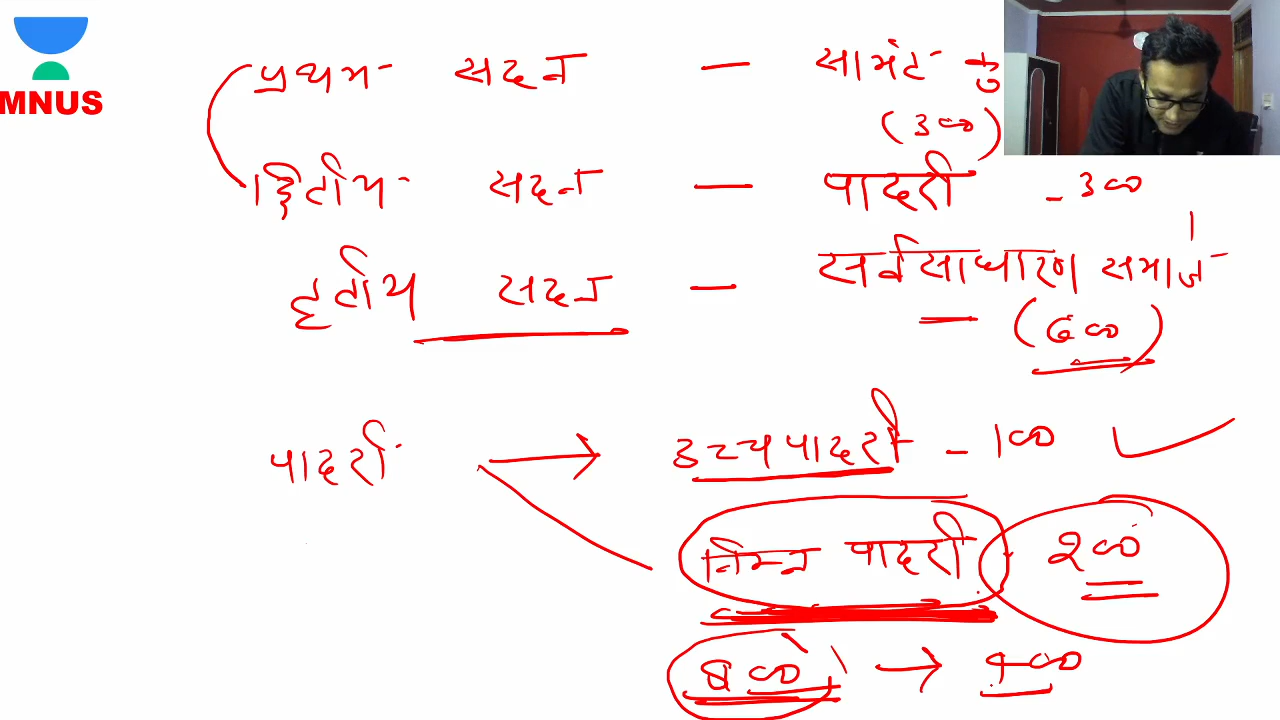 MNUS
प्रथम सदन — सामंट
(300)
द्वितीय सदन — पादरी - 300
तृतीय सदन — सर्वसाधारण समाज
— (600)
पादरी → उच्च पादरी - 100
निम्न पादरी - 200
800 → 400